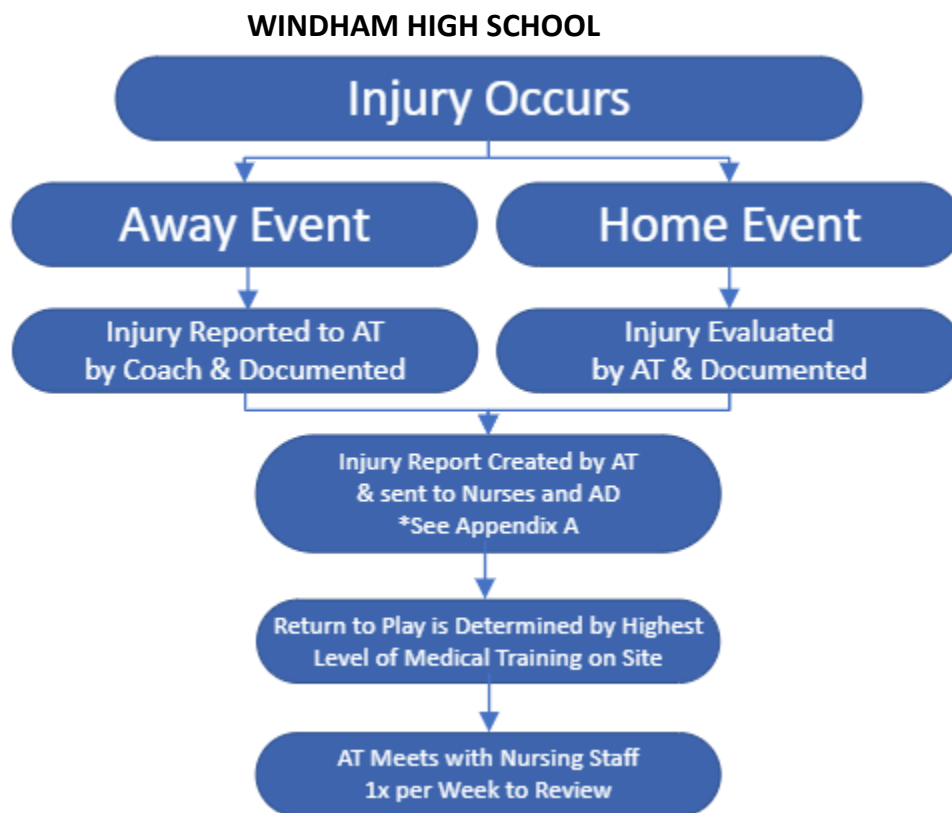 WINDHAM HIGH SCHOOL
Injury Occurs
Away Event
Home Event
Injury Reported to AT
by Coach & Documented
Injury Evaluated
by AT & Documented
Injury Report Created by AT
& sent to Nurses and AD
*See Appendix A
Return to Play is Determined by Highest
Level of Medical Training on Site
AT Meets with Nursing Staff
1x per Week to Review